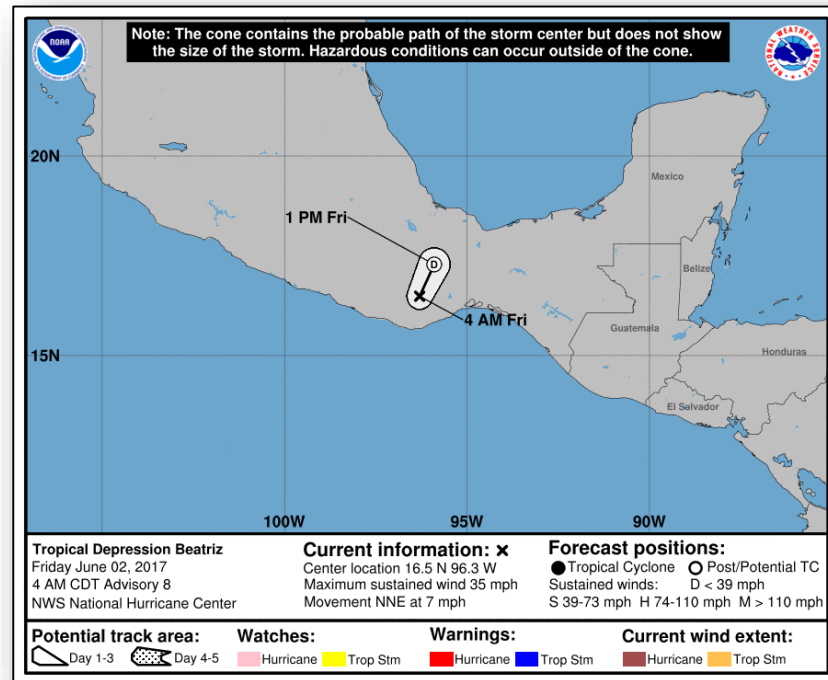 Note: The cone contains the probable path of the storm center but does not show
the size of the storm. Hazardous conditions can occur outside of the cone.
NOAA
NATIONAL WEATHER SERVICE
20N
Mexico
1 PM Fri
D
Belize
4 AM Fri
Guatemala
15N
Honduras
El Salvador
100W 95W 90W
Tropical Depression Beatriz
Friday June 02, 2017
4 AM CDT Advisory 8
NWS National Hurricane Center
Current information: ×
Center location 16.5 N 96.3 W
Maximum sustained wind 35 mph
Movement NNE at 7 mph
Forecast positions:
Tropical Cyclone Post/Potential TC
Sustained winds: D < 39 mph
S 39-73 mph H 74-110 mph M > 110 mph
Potential track area:
Day 1-3 Day 4-5
Watches:
Hurricane Trop Stm
Warnings:
Hurricane Trop Stm
Current wind extent:
Hurricane Trop Stm